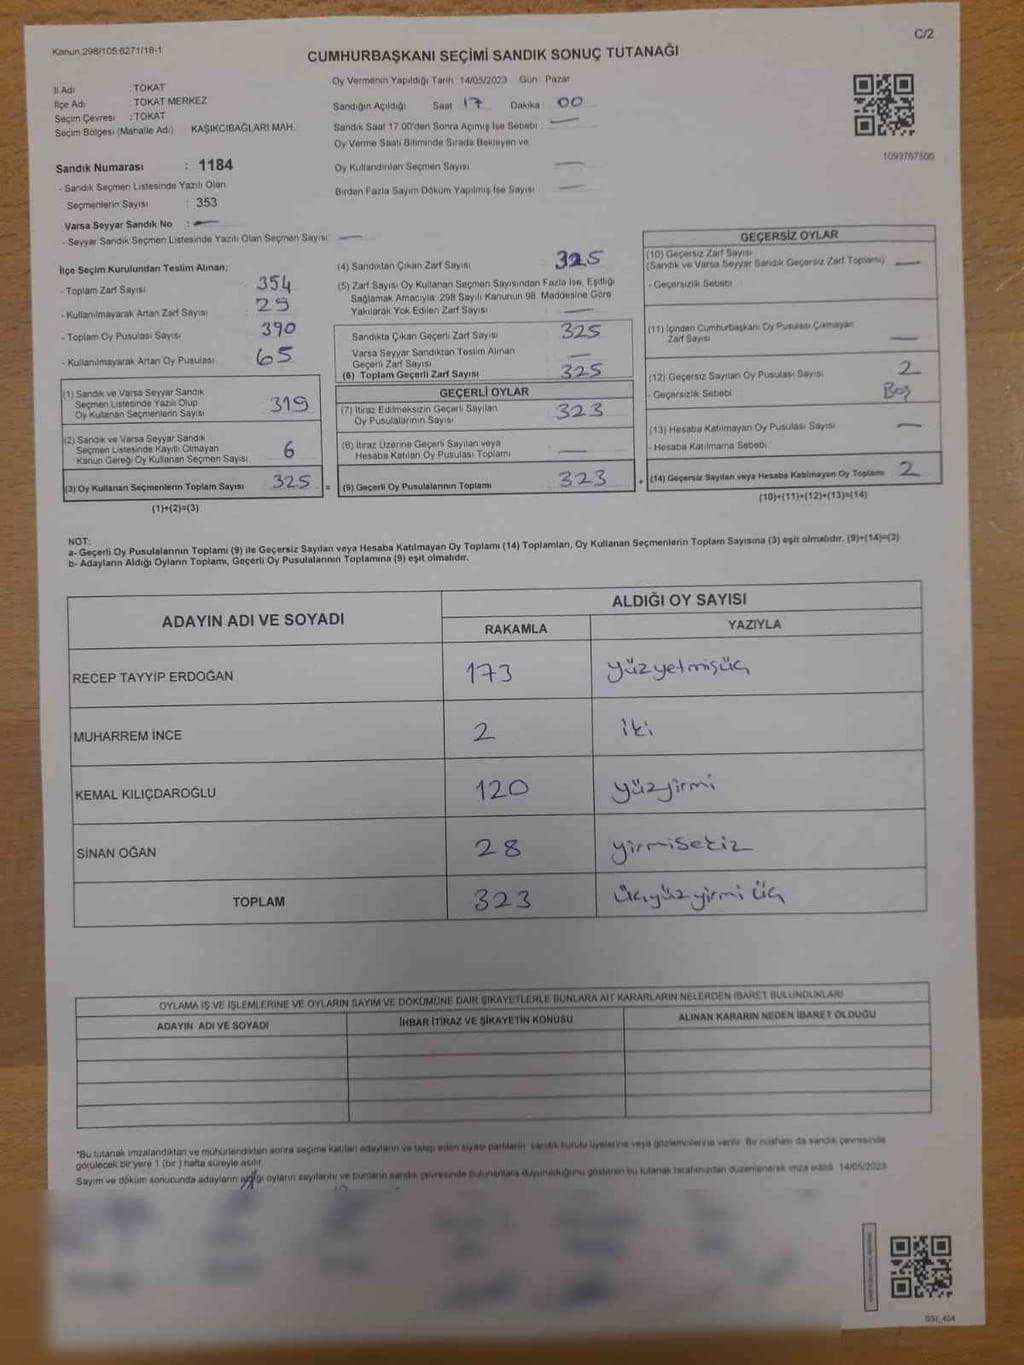 Kanun:298/105 6271/18-1
C/2
CUMHURBAŞKANI SEÇİMİ SANDIK SONUÇ TUTANAĞI
İl Adı : TOKAT
İlçe Adı : TOKAT MERKEZ
Seçim Çevresi : TOKAT
Seçim Bölgesi (Mahalle Adı) KAŞIKCIBAĞLARI MAH.
Oy Vermenin Yapıldığı Tarih :14/05/2023 Gün : Pazar
Sandığın Açıldığı Saat 17 Dakika 00
Sandık Saat 17:00'den Sonra Açımış İse Sebebi
Oy Verme Saati Bitiminde Sırada Bekleyen ve
Oy Kullandırılan Seçmen Sayısı
Birden Fazla Sayım Döküm Yapılmış İse Sayısı
1093767500
Sandık Numarası : 1184
- Sandık Seçmen Listesinde Yazılı Olan
Seçmenlerin Sayısı : 353
Varsa Seyyar Sandık No :
- Seyyar Sandık Seçmen Listesinde Yazılı Olan Seçmen Sayısı
İlçe Seçim Kurulundan Teslim Alınan;
- Toplam Zarf Sayısı 354
- Kullanılmayarak Artan Zarf Sayısı 29
- Toplam Oy Pusulası Sayısı 390
- Kullanılmayarak Artan Oy Pusulası 65
(1) Sandık ve Varsa Seyyar Sandık
Seçmen Listesinde Yazılı Olup
Oy Kullanan Seçmenlerin Sayısı 319
(2) Sandık ve Varsa Seyyar Sandık
Seçmen Listesinde Kayıtlı Olmayan
Kanun Gereği Oy Kullanan Seçmen Sayısı 6
(3) Oy Kullanan Seçmenlerin Toplam Sayısı 325 =
(1)+(2)=(3)
(4) Sandıktan Çıkan Zarf Sayısı 325
(5) Zarf Sayısı Oy Kullanan Seçmen Sayısından Fazla İse, Eşitliği
Sağlamak Amacıyla, 298 Sayılı Kanunun 98. Maddesine Göre
Yakılarak Yok Edilen Zarf Sayısı
Sandıkta Çıkan Geçerli Zarf Sayısı 325
Varsa Seyyar Sandıktan Teslim Alınan
Geçerli Zarf Sayısı
(6) Toplam Geçerli Zarf Sayısı 325
GEÇERLİ OYLAR
(7) İtiraz Edilmeksizin Geçerli Sayılan
Oy Pusulalarının Sayısı 323
(8) İtiraz Üzerine Geçerli Sayılan veya
Hesaba Katılan Oy Pusulası Toplamı
(9) Geçerli Oy Pusulalarının Toplamı 323 +
GEÇERSİZ OYLAR
(10) Geçersiz Zarf Sayısı
(Sandık ve Varsa Seyyar Sandık Geçersiz Zarf Toplamı)
- Geçersizlik Sebebi
(11) İçinden Cumhurbaşkanı Oy Pusulası Çıkmayan
Zarf Sayısı
(12) Geçersiz Sayılan Oy Pusulası Sayısı 2
- Geçersizlik Sebebi Boş
(13) Hesaba Katılmayan Oy Pusulası Sayısı
- Hesaba Katılmama Sebebi
(14) Geçersiz Sayılan veya Hesaba Katılmayan Oy Toplamı 2
(10)+(11)+(12)+(13)=(14)
NOT:
a- Geçerli Oy Pusulalarının Toplamı (9) ile Geçersiz Sayılan veya Hesaba Katılmayan Oy Toplamı (14) Toplamları, Oy Kullanan Seçmenlerin Toplam Sayısına (3) eşit olmalıdır. (9)+(14)=(3)
b- Adayların Aldığı Oyların Toplamı, Geçerli Oy Pusulalarının Toplamına (9) eşit olmalıdır.
ADAYIN ADI VE SOYADI
ALDIĞI OY SAYISI
RAKAMLA YAZIYLA
RECEP TAYYİP ERDOĞAN 173 yüzyetmişüç
MUHARREM İNCE 2 iki
KEMAL KILIÇDAROĞLU 120 yüzyirmi
SİNAN OĞAN 28 yirmisekiz
TOPLAM 323 üçyüzyirmi üç
OYLAMA İŞ VE İŞLEMLERİNE VE OYLARIN SAYIM VE DÖKÜMÜNE DAİR ŞİKAYETLERLE BUNLARA AİT KARARLARIN NELERDEN İBARET BULUNDUKLARI
ADAYIN ADI VE SOYADI İHBAR İTİRAZ VE ŞİKAYETİN KONUSU ALINAN KARARIN NEDEN İBARET OLDUĞU
*Bu tutanak imzalandıktan ve mühürlendikten sonra seçime katılan adayların ve talep eden siyasi partilerin, sandık kurulu üyelerine veya gözlemcilerine verilir. Bir nüshası da sandık çevresinde
görülecek bir yere 1 (bir) hafta süreyle asılır.
Sayım ve döküm sonucunda adayların aldığı oyların sayılarını ve bunların sandık çevresinde bulunanlara duyurulduğunu gösteren bu tutanak tarafımızdan düzenlenerek imza edildi. 14/05/2023
SSI_404